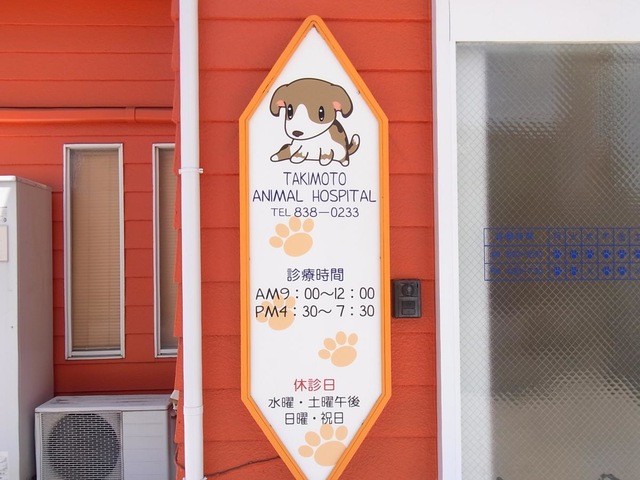 TAKIMOTO
ANIMAL HOSPITAL
TEL 838-0233
診療時間
AM9:00〜12:00
PM4:30〜7:30
休診日
水曜・土曜午後
日曜・祝日